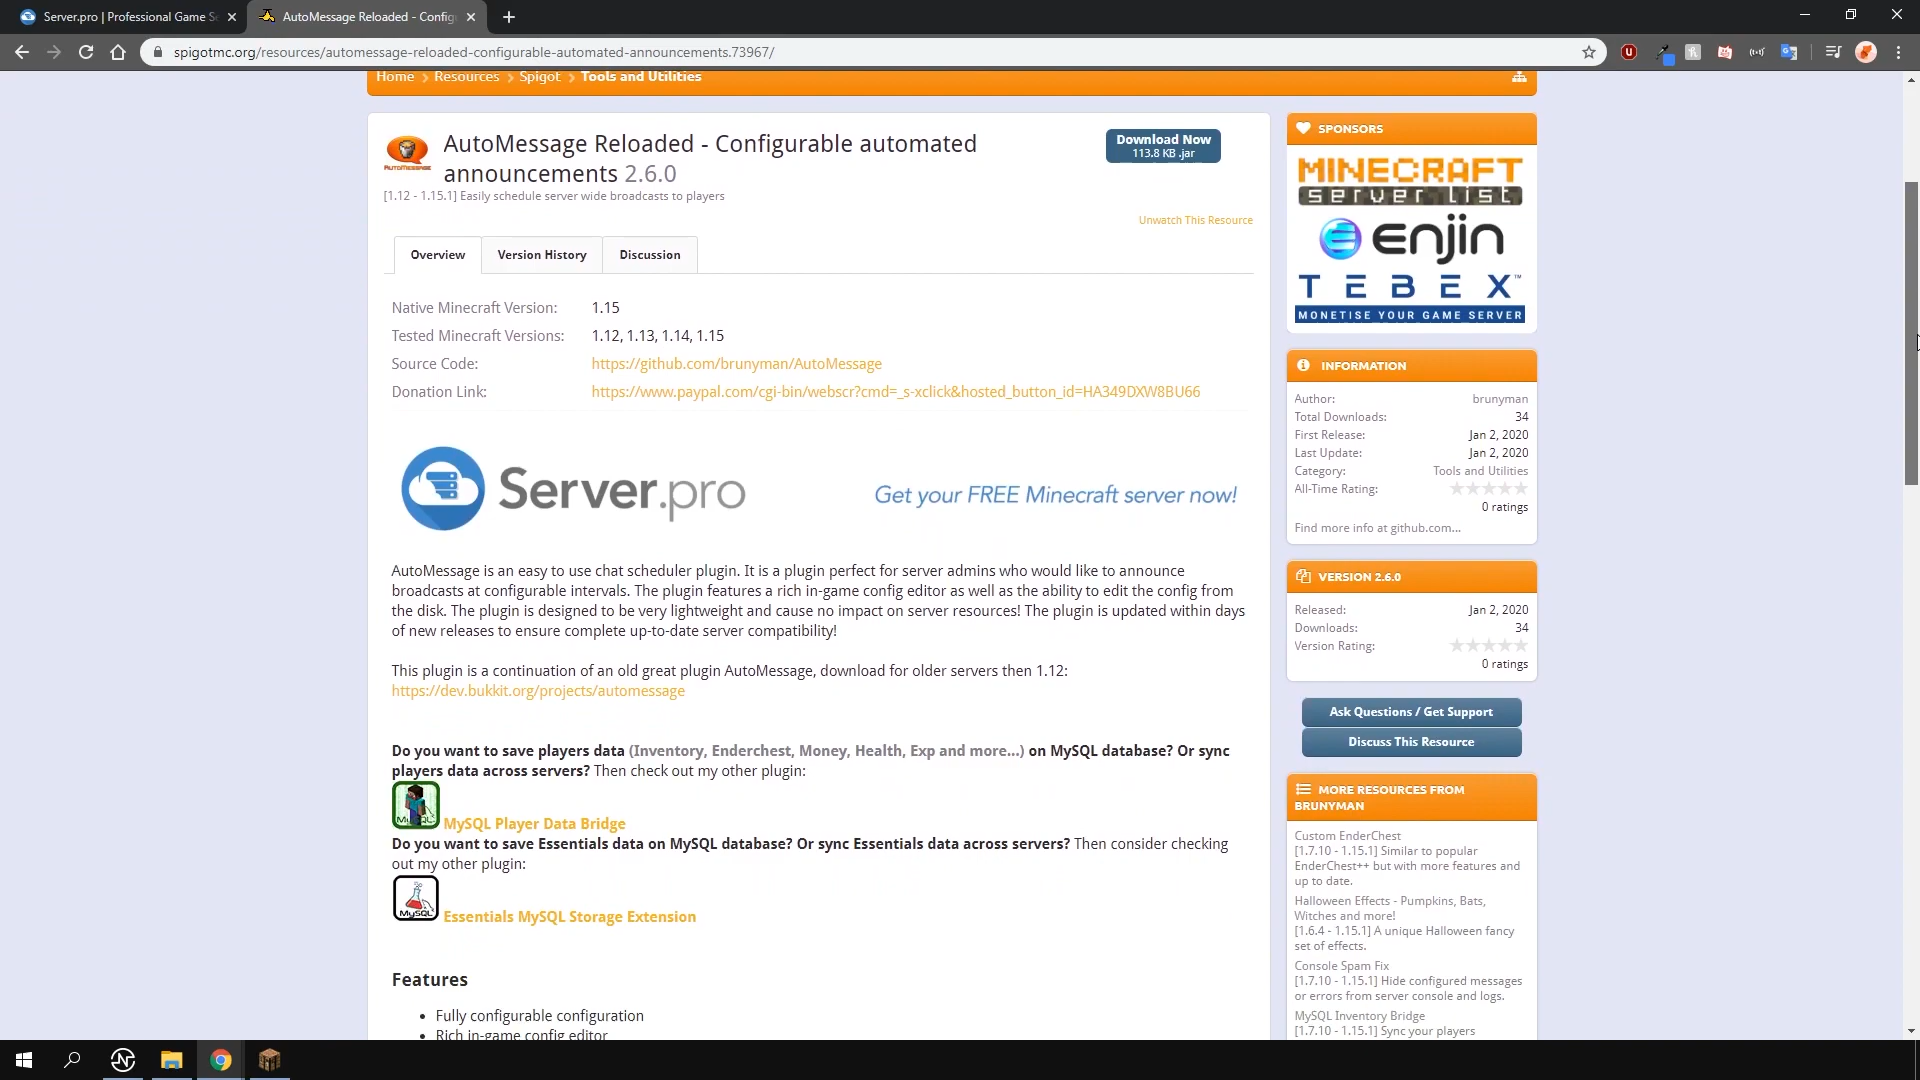 Server.pro | Professional Game S
AutoMessage Reloaded - Config
spigotmc.org/resources/automessage-reloaded-configurable-automated-announcements.73967/
Home > Resources > Spigot > Tools and Utilities
AutoMessage Reloaded - Configurable automated
announcements 2.6.0
[1.12 - 1.15.1] Easily schedule server wide broadcasts to players
Download Now
113.8 KB .jar
Unwatch This Resource
Overview
Version History
Discussion
Native Minecraft Version: 1.15
Tested Minecraft Versions: 1.12, 1.13, 1.14, 1.15
Source Code: https://github.com/brunyman/AutoMessage
Donation Link: https://www.paypal.com/cgi-bin/webscr?cmd=_s-xclick&hosted_button_id=HA349DXW8BU66
Server.pro
Get your FREE Minecraft server now!
AutoMessage is an easy to use chat scheduler plugin. It is a plugin perfect for server admins who would like to announce
broadcasts at configurable intervals. The plugin features a rich in-game config editor as well as the ability to edit the config from
the disk. The plugin is designed to be very lightweight and cause no impact on server resources! The plugin is updated within days
of new releases to ensure complete up-to-date server compatibility!
This plugin is a continuation of an old great plugin AutoMessage, download for older servers then 1.12:
https://dev.bukkit.org/projects/automessage
Do you want to save players data (Inventory, Enderchest, Money, Health, Exp and more...) on MySQL database? Or sync
players data across servers? Then check out my other plugin:
MySQL Player Data Bridge
Do you want to save Essentials data on MySQL database? Or sync Essentials data across servers? Then consider checking
out my other plugin:
MySQL
Essentials MySQL Storage Extension
Features
• Fully configurable configuration
• Rich in-game config editor
SPONSORS
MINECRAFT
server list
enjin
TEBEX™
MONETISE YOUR GAME SERVER
INFORMATION
Author: brunyman
Total Downloads: 34
First Release: Jan 2, 2020
Last Update: Jan 2, 2020
Category: Tools and Utilities
All-Time Rating:
0 ratings
Find more info at github.com...
VERSION 2.6.0
Released: Jan 2, 2020
Downloads: 34
Version Rating:
0 ratings
Ask Questions / Get Support
Discuss This Resource
MORE RESOURCES FROM
BRUNYMAN
Custom EnderChest
[1.7.10 - 1.15.1] Similar to popular
EnderChest++ but with more features and
up to date.
Halloween Effects - Pumpkins, Bats,
Witches and more!
[1.6.4 - 1.15.1] A unique Halloween fancy
set of effects.
Console Spam Fix
[1.7.10 - 1.15.1] Hide configured messages
or errors from server console and logs.
MySQL Inventory Bridge
[1.7.10 - 1.15.1] Sync your players